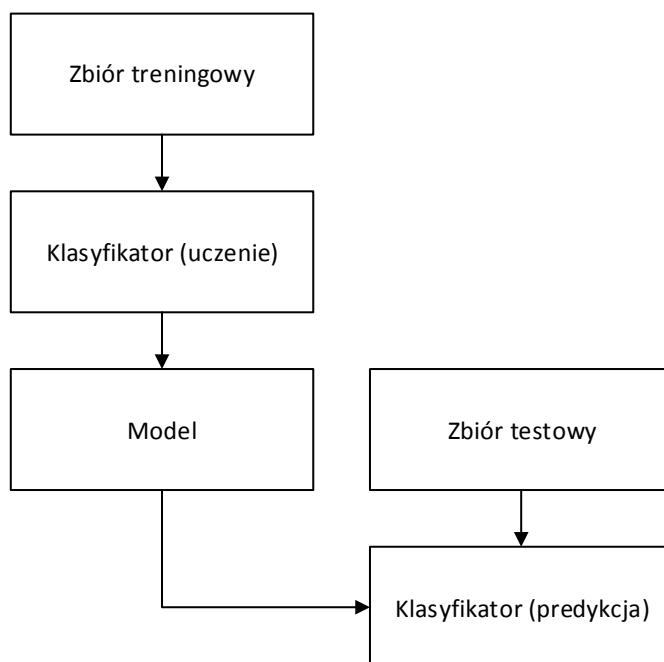 Zbiór treningowy
Klasyfikator (uczenie)
Model
Zbiór testowy
Klasyfikator (predykcja)